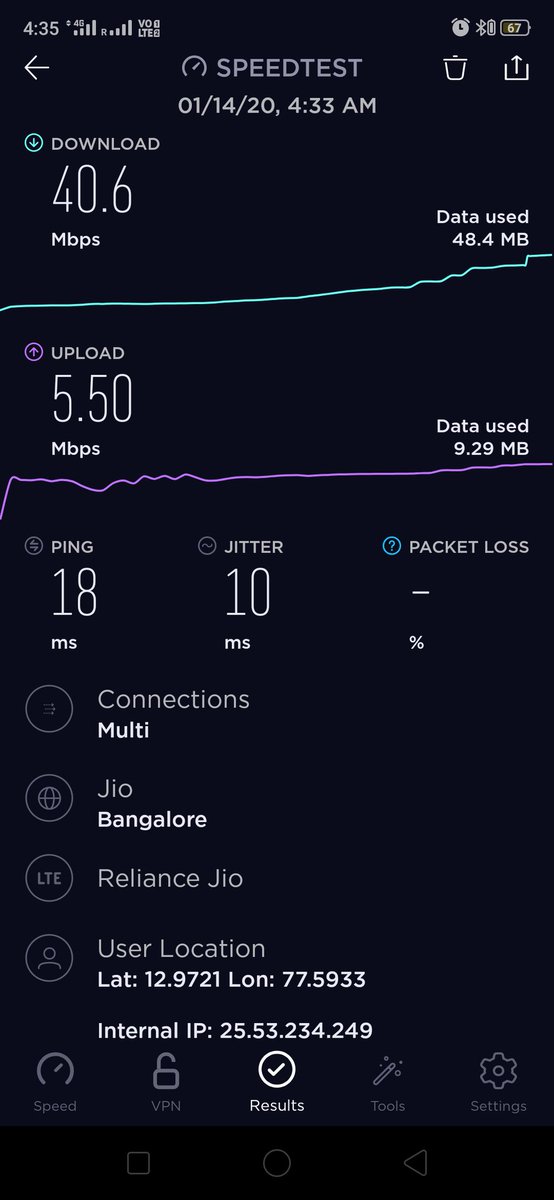 4:35 4G R VO 1 LTE 2 67
SPEEDTEST
01/14/20, 4:33 AM
DOWNLOAD
40.6
Mbps
Data used
48.4 MB
UPLOAD
5.50
Mbps
Data used
9.29 MB
PING JITTER ? PACKET LOSS
18 10 –
ms ms %
Connections
Multi
Jio
Bangalore
LTE Reliance Jio
User Location
Lat: 12.9721 Lon: 77.5933
Internal IP: 25.53.234.249
Speed VPN Results Tools Settings